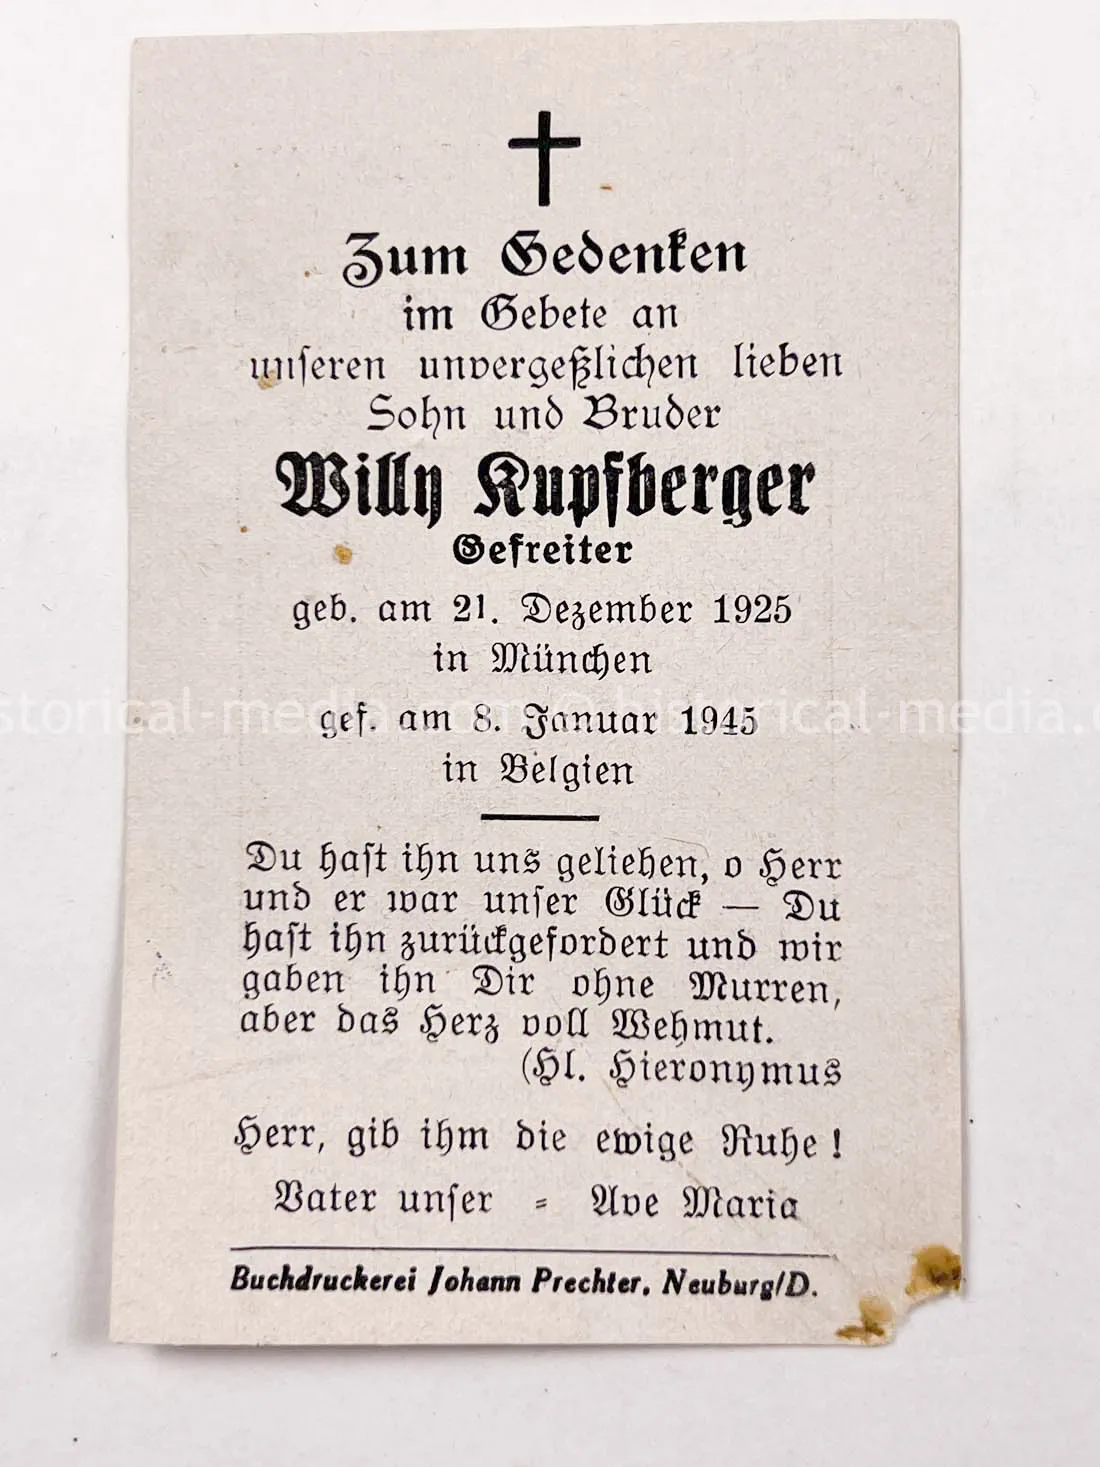 Zum Gedenken
im Gebete an
unseren unvergeßlichen lieben
Sohn und Bruder
Willy Kupfberger
Gefreiter
geb. am 21. Dezember 1925
in München
gef. am 8. Januar 1945
in Belgien
Du hast ihn uns geliehen, o Herr
und er war unser Glück — Du
hast ihn zurückgefordert und wir
gaben ihn Dir ohne Murren,
aber das Herz voll Wehmut.
(Hl. Hieronymus
Herr, gib ihm die ewige Ruhe!
Vater unser = Ave Maria
Buchdruckerei Johann Prechter, Neuburg/D.